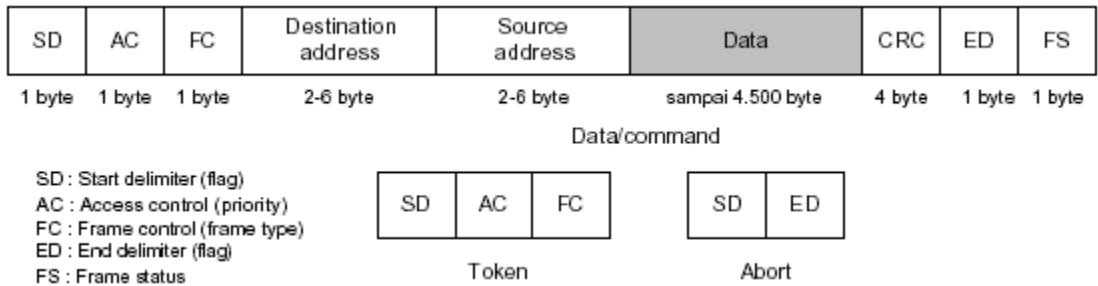 SD AC FC Destination address Source address Data CRC ED FS
1 byte 1 byte 1 byte 2-6 byte 2-6 byte sampai 4.500 byte 4 byte 1 byte 1 byte
Data/command
SD : Start delimiter (flag)
AC : Access control (priority)
FC : Frame control (frame type)
ED : End delimiter (flag)
FS : Frame status
SD AC FC
Token
SD ED
Abort